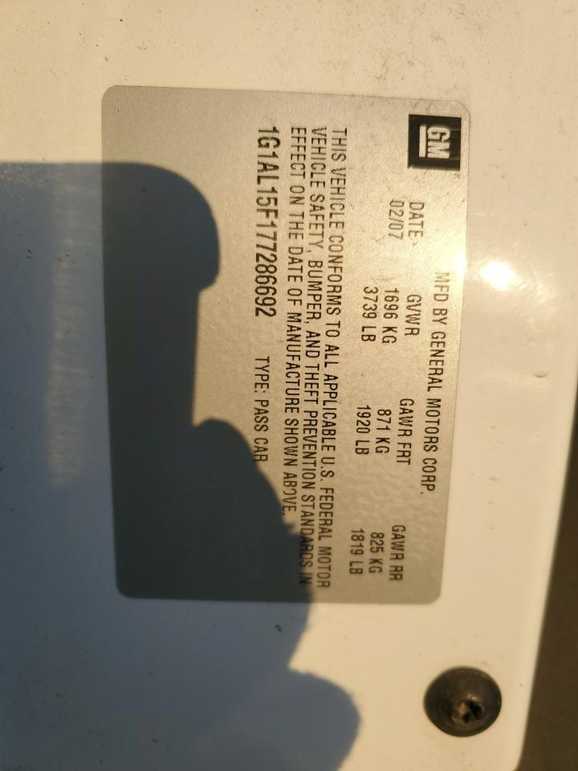 GM
MFD BY GENERAL MOTORS CORP.
DATE GVWR GAWR FRT GAWR RR
02/07 1696 KG 871 KG 825 KG
3739 LB 1920 LB 1819 LB
THIS VEHICLE CONFORMS TO ALL APPLICABLE U.S. FEDERAL MOTOR
VEHICLE SAFETY, BUMPER, AND THEFT PREVENTION STANDARDS IN
EFFECT ON THE DATE OF MANUFACTURE SHOWN ABOVE.
1G1AL15F177286692 TYPE: PASS CAR